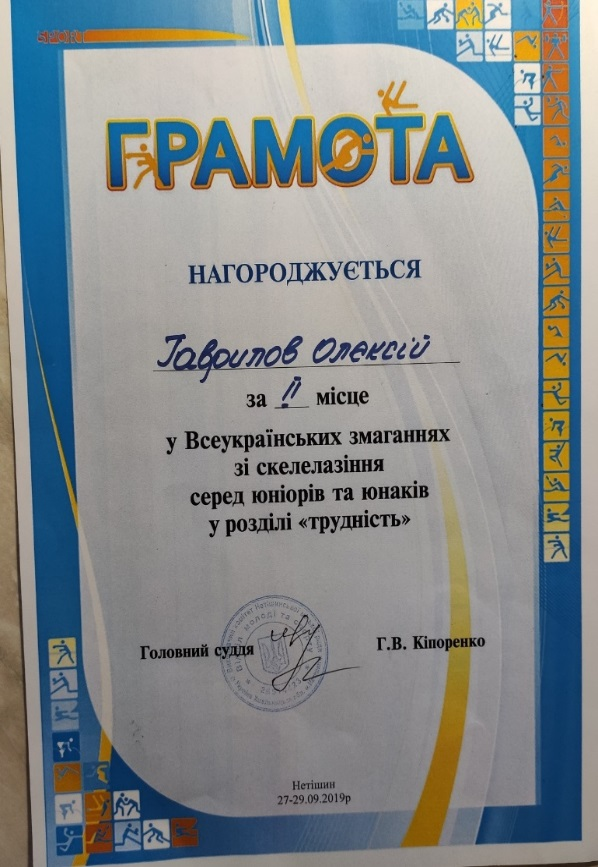 ГРАМОТА
НАГОРОДЖУЄТЬСЯ
Гаврилов Олексій
за II місце
у Всеукраїнських змаганнях
зі скелелазіння
серед юніорів та юнаків
у розділі «трудність»
Головний суддя Г.В. Кіпоренко
Нетішин
27-29.09.2019р